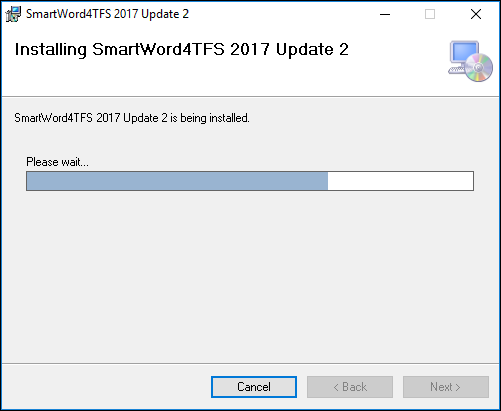 SmartWord4TFS 2017 Update 2
Installing SmartWord4TFS 2017 Update 2
SmartWord4TFS 2017 Update 2 is being installed.
Please wait...
Cancel
< Back
Next >